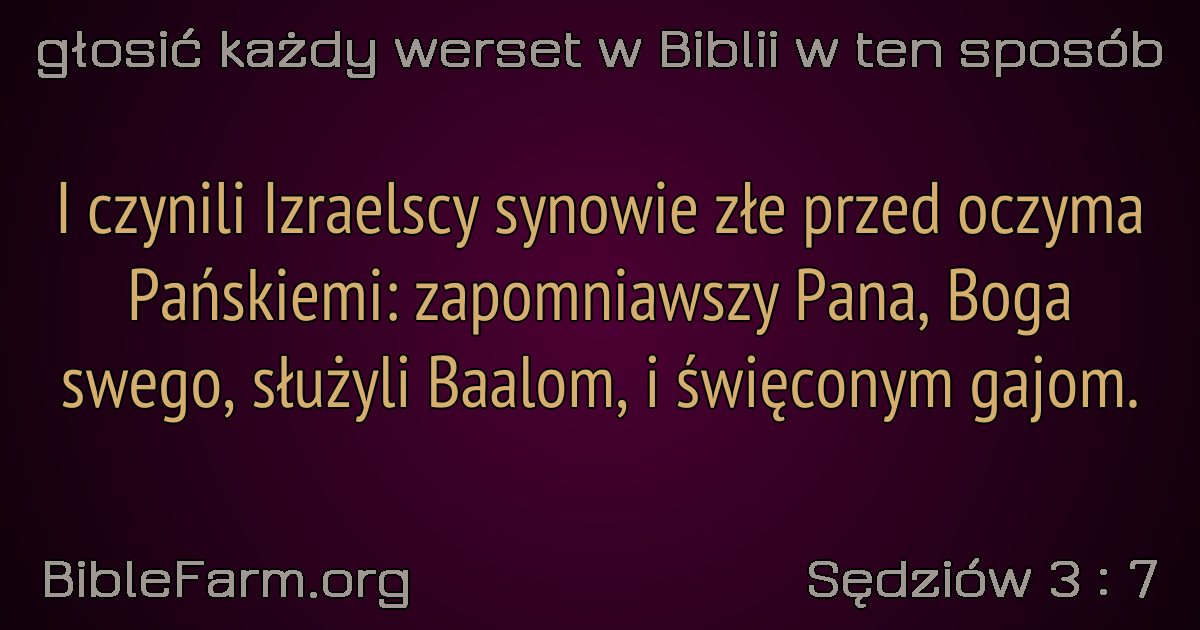 głosić każdy werset w Biblii w ten sposób
I czynili Izraelscy synowie złe przed oczyma
Pańskiemi: zapomniawszy Pana, Boga
swego, służyli Baalom, i święconym gajom.
BibleFarm.org
Sędziów 3 : 7